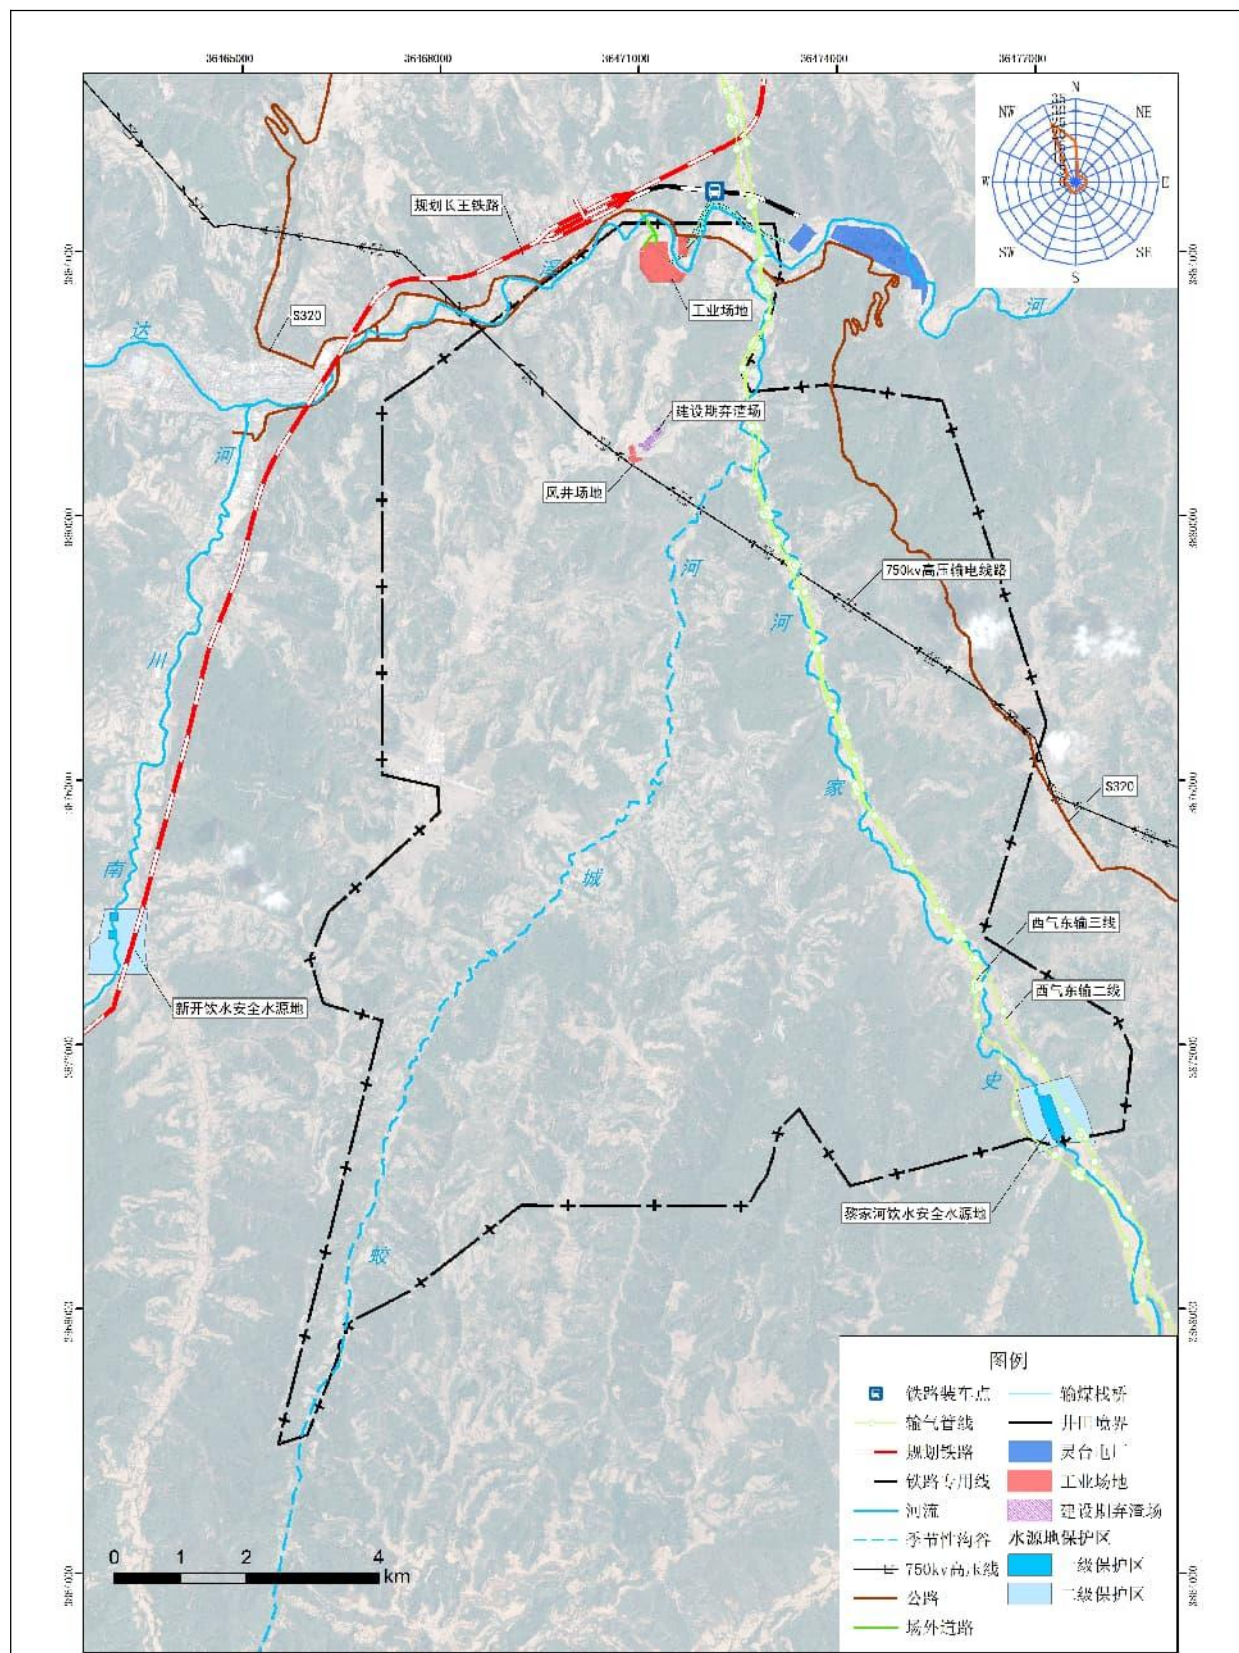 36465000
36468000
36471000
36474000
36477000
N
NW
NE
W
E
SW
SE
S
规划长王铁路
溪
工业场地
河
S320
达
建设期弃渣场
河
风井场地
河
750kv高压输电线路
河
川
家
S320
南
城
西气东输三线
西气东输二线
新开饮水安全水源地
史
黎家河饮水安全水源地
蛟
图例
铁路装车点
输煤栈桥
输气管线
规划铁路
铁路专用线
工业场地
河流
建设期弃渣场
季节性沟谷
水源地保护区
750kv高压线
一级保护区
公路
二级保护区
场外道路
0
1
2
4
km